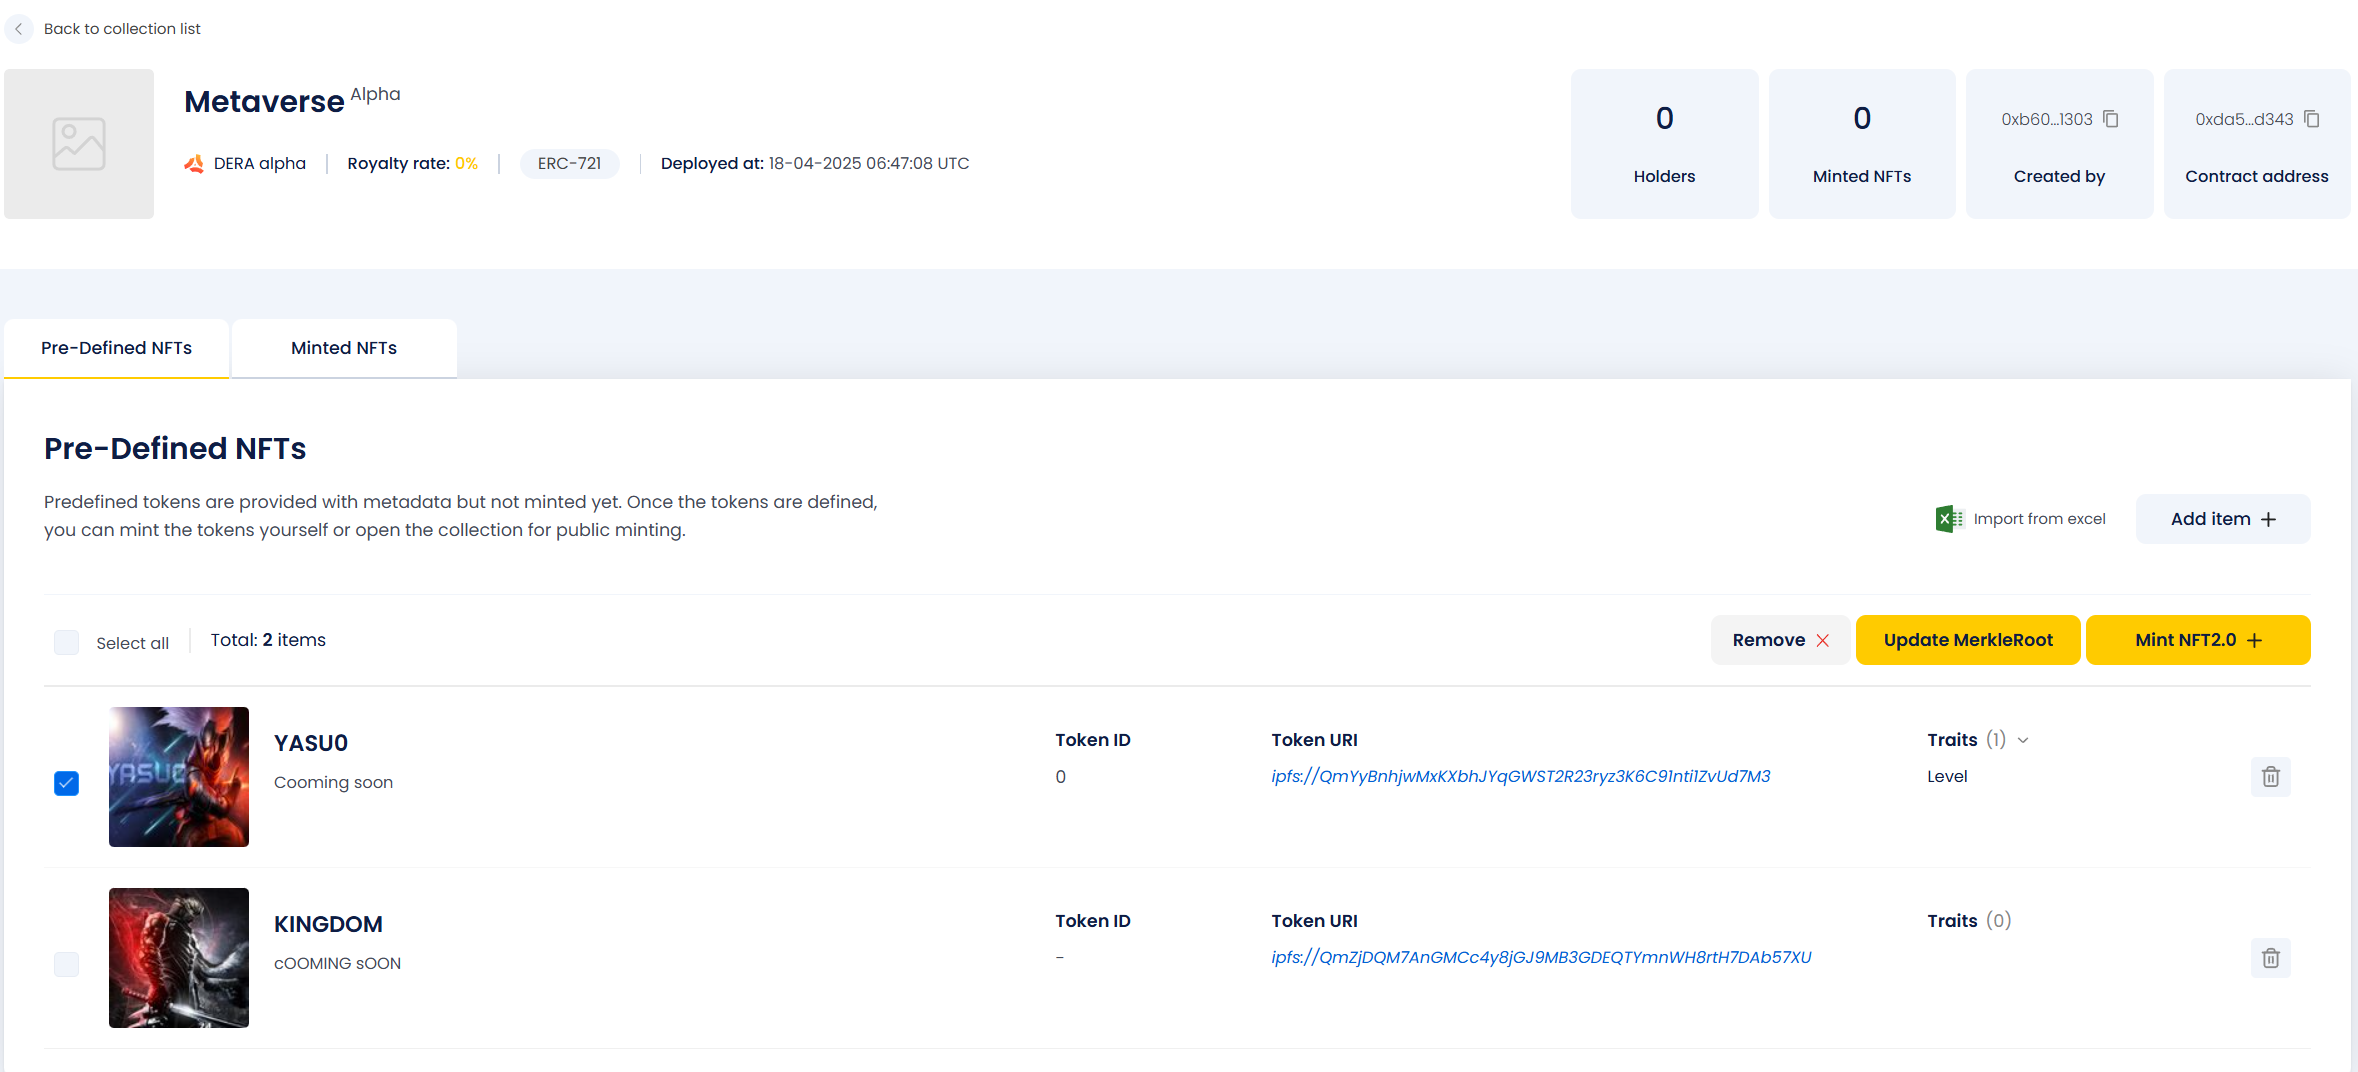 Back to collection list
Metaverse Alpha
DERA alpha
Royalty rate: 0%
ERC-721
Deployed at: 18-04-2025 06:47:08 UTC
0
Holders
0
Minted NFTs
0xb60...1303
Created by
0xda5...d343
Contract address
Pre-Defined NFTs
Minted NFTs
Pre-Defined NFTs
Predefined tokens are provided with metadata but not minted yet. Once the tokens are defined,
you can mint the tokens yourself or open the collection for public minting.
Import from excel
Add item +
Select all
Total: 2 items
Remove
Update MerkleRoot
Mint NFT2.0 +
YASUO
YASU0
Cooming soon
Token ID
0
Token URI
ipfs://QmYyBnhjwMxKXbhJYqGWST2R23ryz3K6C91nti1ZvUd7M3
Traits (1)
Level
KINGDOM
cOOMING sOON
Token ID
-
Token URI
ipfs://QmZjDQM7AnGMCc4y8jGJ9MB3GDEQTYmnWH8rtH7DAb57XU
Traits (0)